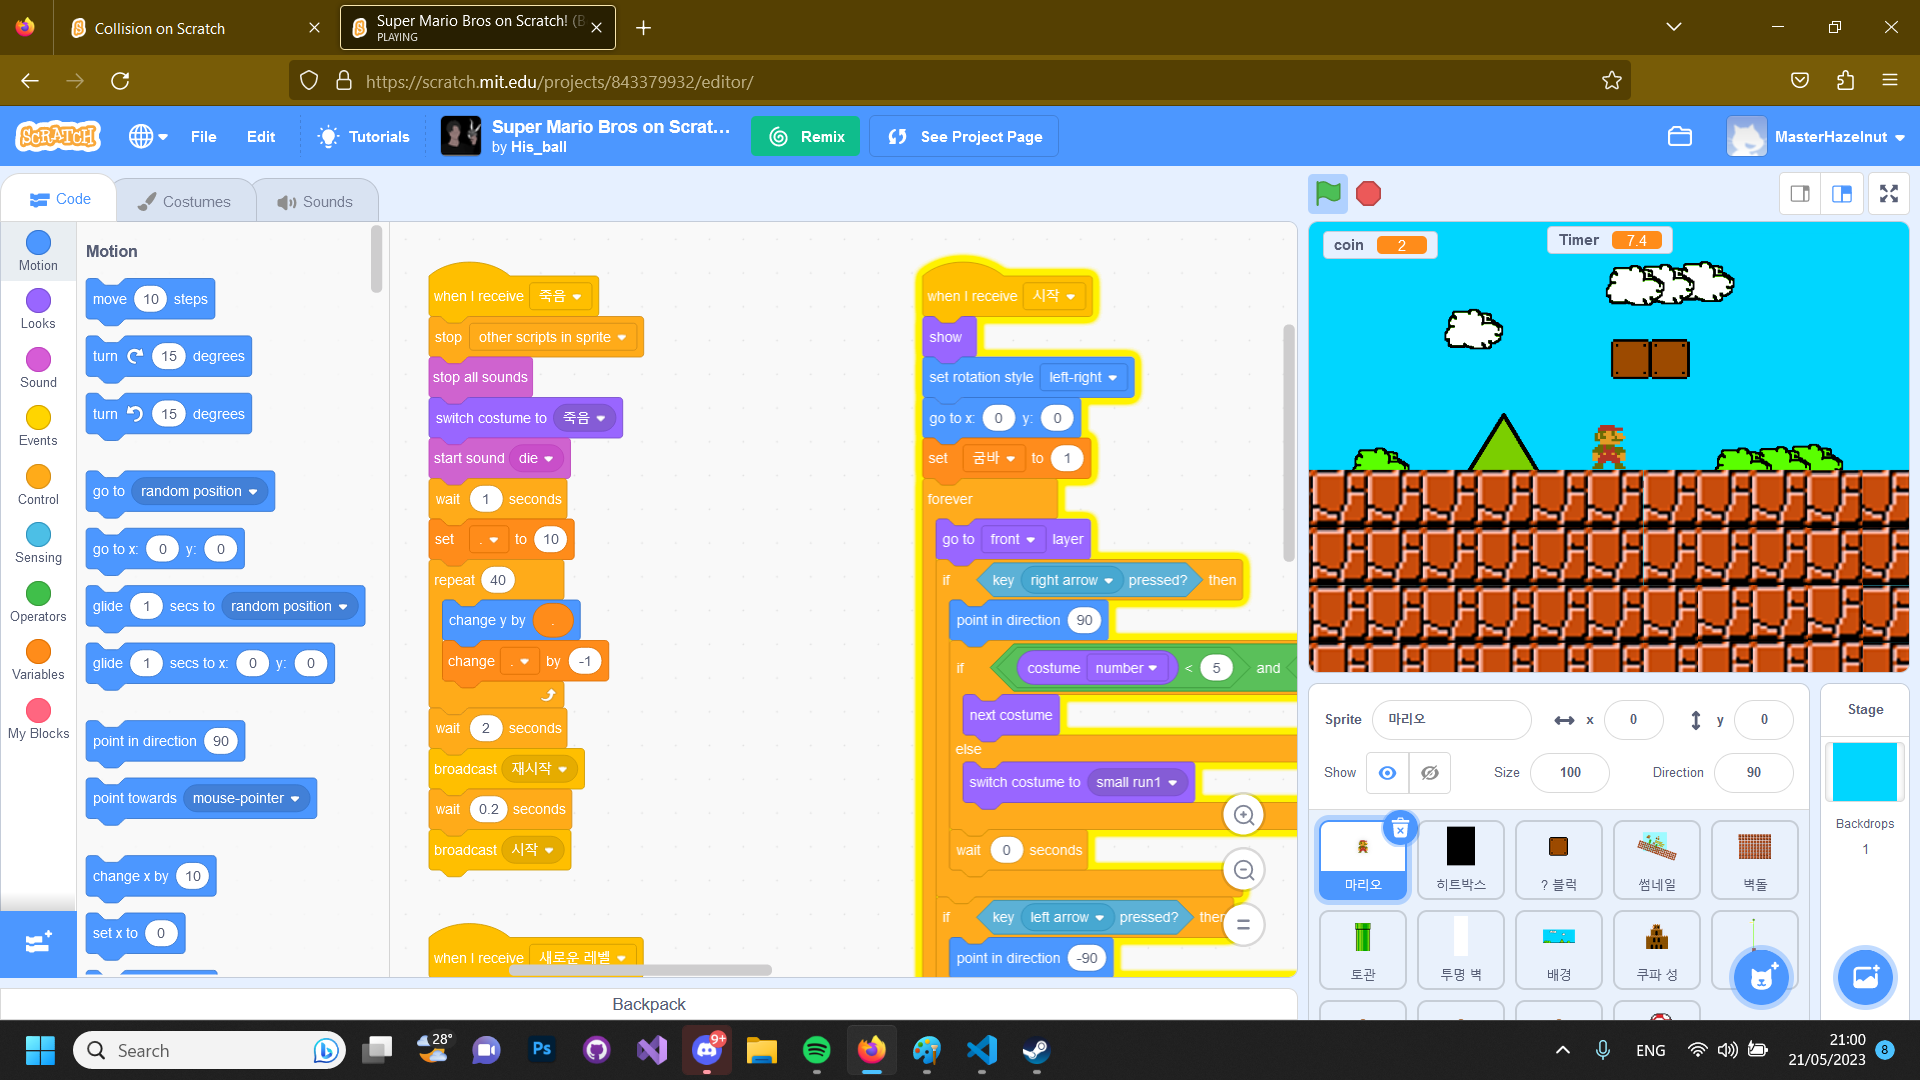 Collision on Scratch
Super Mario Bros on Scratch! (B
PLAYING
https://scratch.mit.edu/projects/843379932/editor/
SCRATCH
File
Edit
Tutorials
Super Mario Bros on Scrat...
by His_ball
Remix
See Project Page
MasterHazelnut
Code
Costumes
Sounds
Motion
Looks
Sound
Events
Control
Sensing
Operators
Variables
My Blocks
Motion
move 10 steps
turn 15 degrees
turn 15 degrees
go to random position
go to x: 0 y: 0
glide 1 secs to random position
glide 1 secs to x: 0 y: 0
point in direction 90
point towards mouse-pointer
change x by 10
set x to 0
when I receive 죽음
stop other scripts in sprite
stop all sounds
switch costume to 죽음
start sound die
wait 1 seconds
set . to 10
repeat 40
change y by .
change . by -1
wait 2 seconds
broadcast 재시작
wait 0.2 seconds
broadcast 시작
when I receive 새로운 레벨
when I receive 시작
show
set rotation style left-right
go to x: 0 y: 0
set 굼바 to 1
forever
go to front layer
if key right arrow pressed? then
point in direction 90
if costume number < 5 and
next costume
else
switch costume to small run1
wait 0 seconds
if key left arrow pressed? then
point in direction -90
Backpack
coin 2
Timer 7.4
Sprite 마리오 x 0 y 0
Show Size 100 Direction 90
마리오
히트박스
? 블럭
썸네일
벽돌
토관
투명 벽
배경
쿠파 성
Stage
Backdrops
1
Search
28°
Ps
9+
ENG
21:00
21/05/2023
8